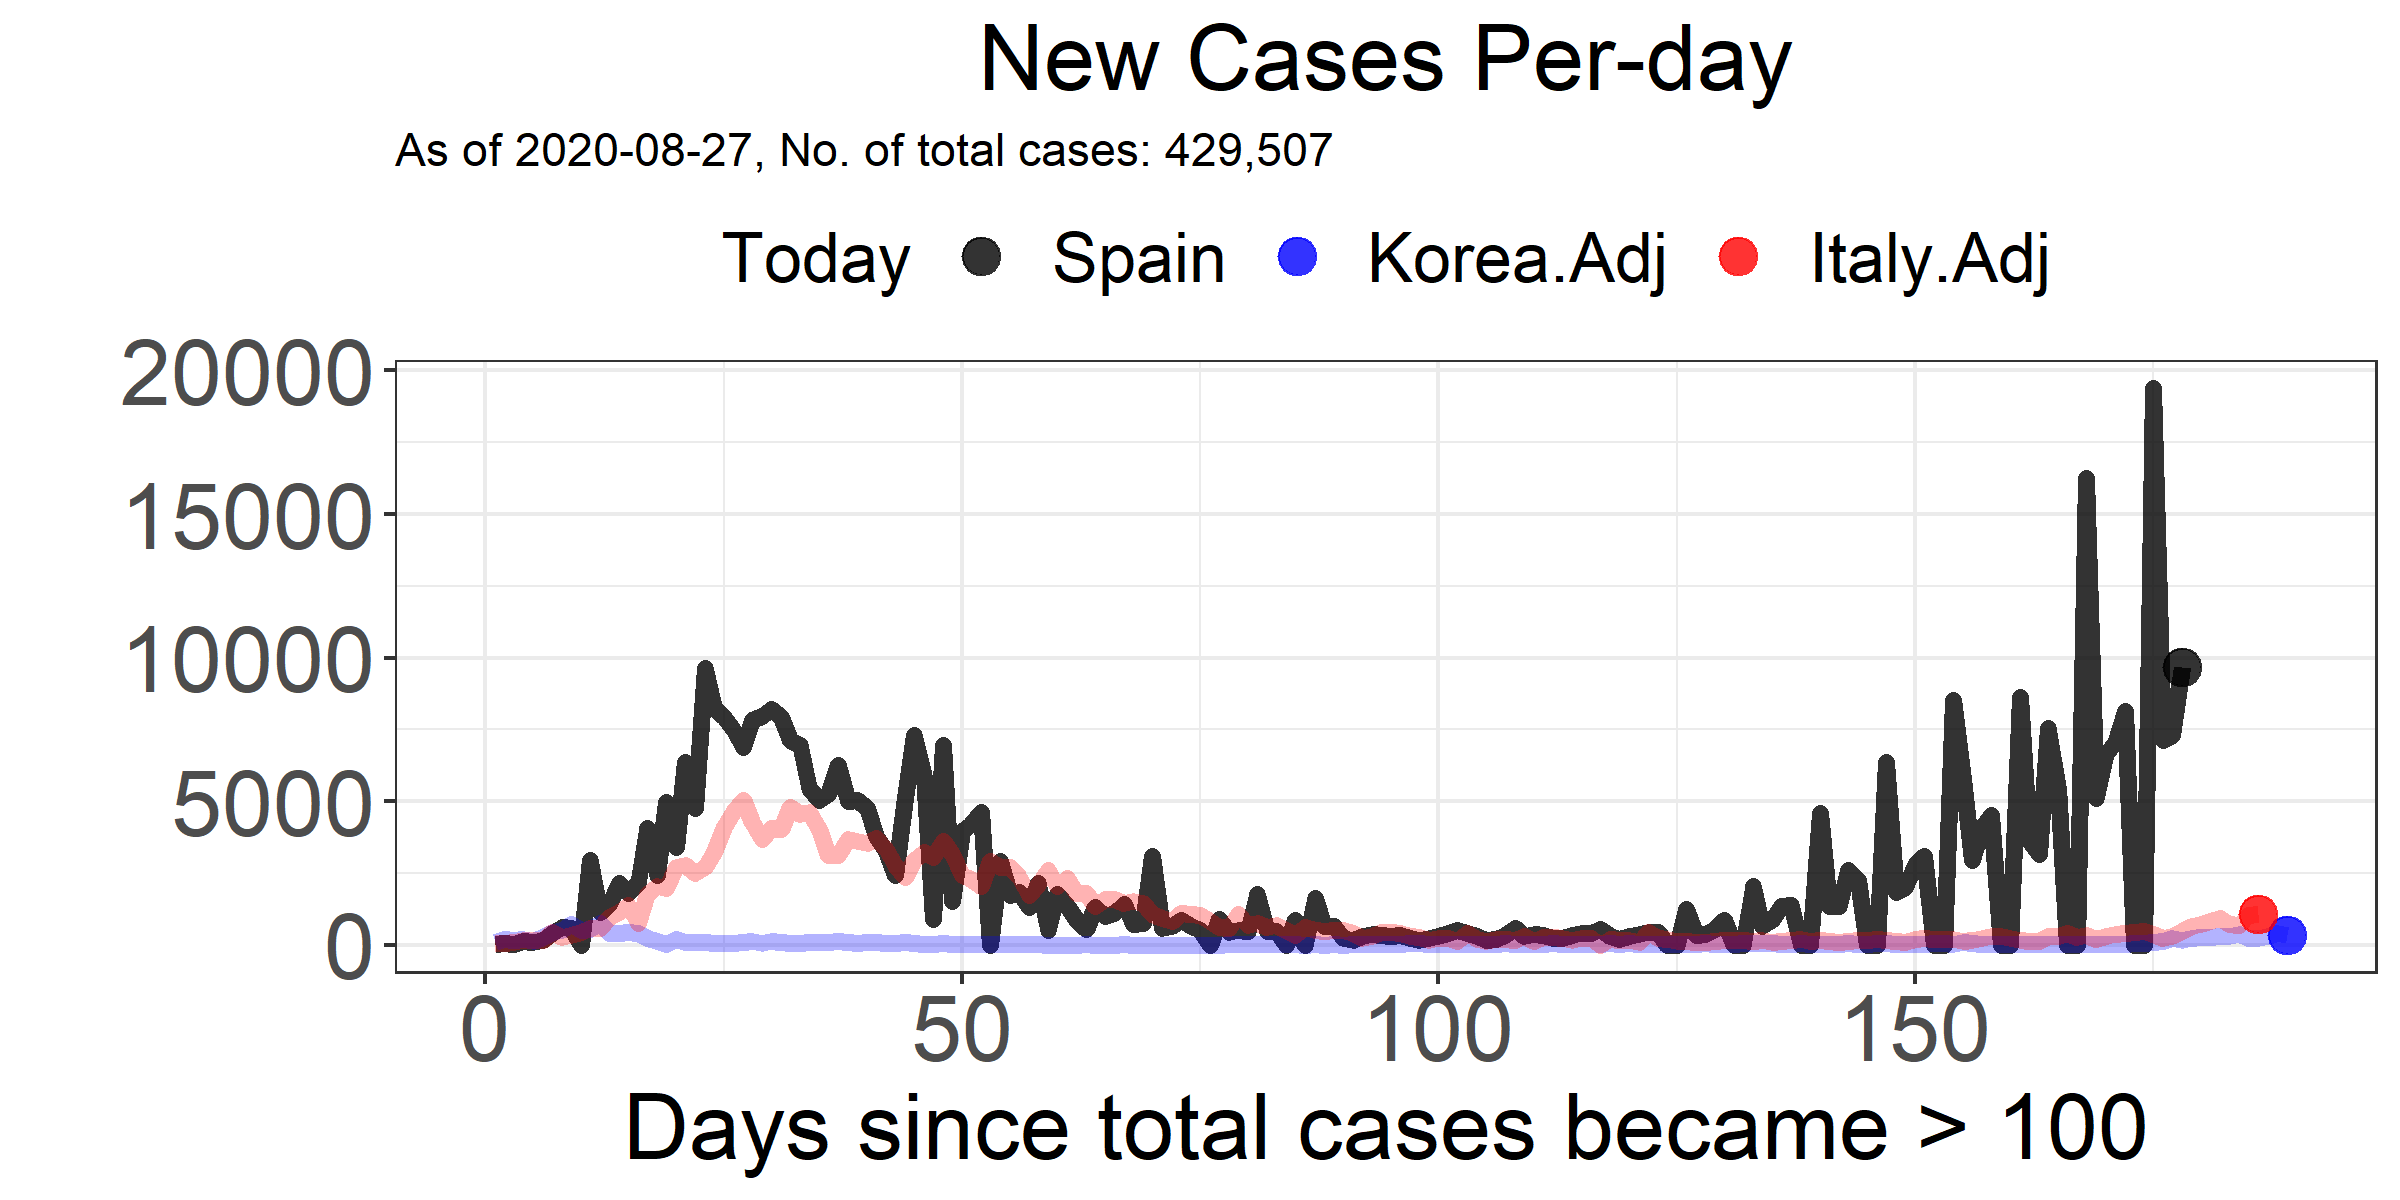 New Cases Per-day
As of 2020-08-27, No. of total cases: 429,507
Today Spain Korea.Adj Italy.Adj
20000
15000
10000
5000
0
0 50 100 150
Days since total cases became > 100